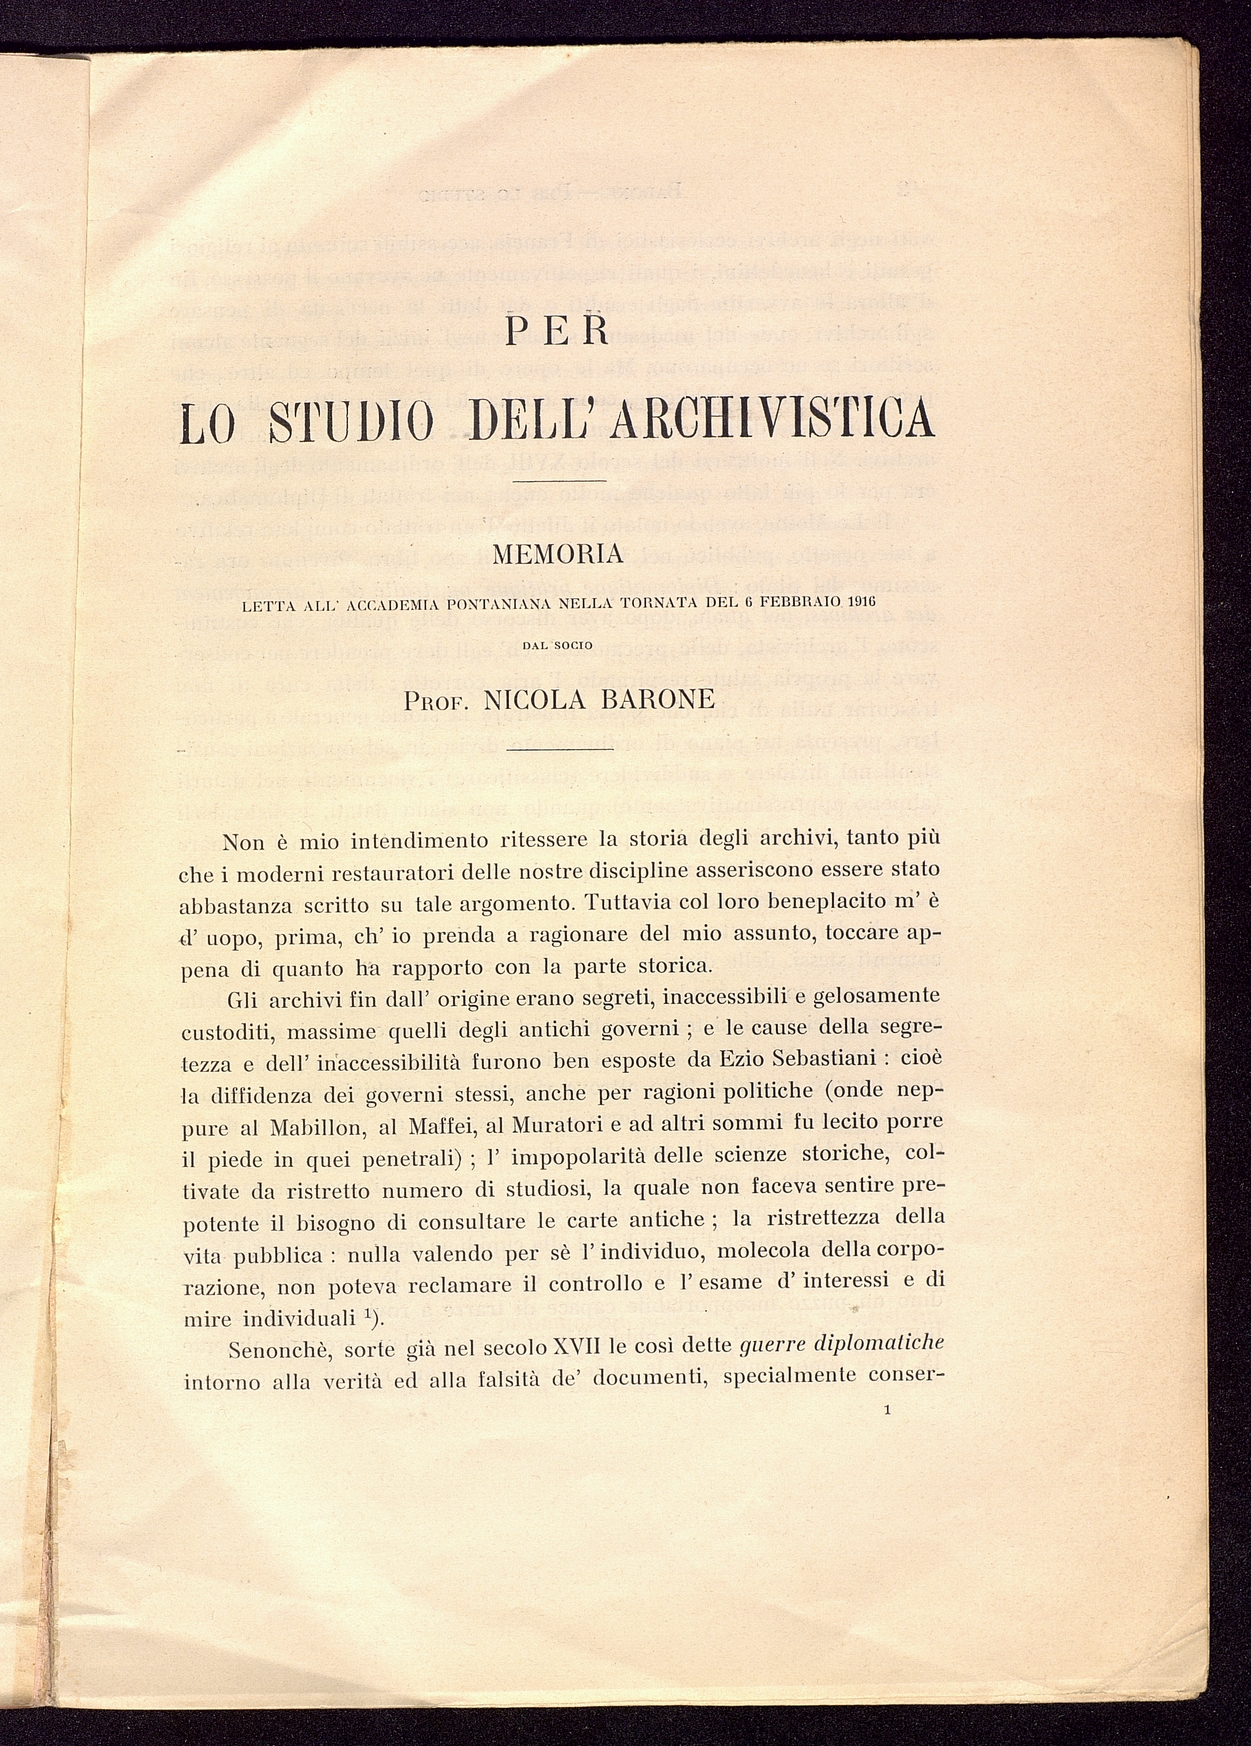 PER
LO STUDIO DELL' ARCHIVISTICA
MEMORIA
LETTA ALL' ACCADEMIA PONTANIANA NELLA TORNATA DEL 6 FEBBRAIO 1916
DAL SOCIO
PROF. NICOLA BARONE
Non è mio intendimento ritessere la storia degli archivi, tanto più
che i moderni restauratori delle nostre discipline asseriscono essere stato
abbastanza scritto su tale argomento. Tuttavia col loro beneplacito m' è
d' uopo, prima, ch' io prenda a ragionare del mio assunto, toccare ap-
pena di quanto ha rapporto con la parte storica.
Gli archivi fin dall' origine erano segreti, inaccessibili e gelosamente
custoditi, massime quelli degli antichi governi ; e le cause della segre-
tezza e dell' inaccessibilità furono ben esposte da Ezio Sebastiani : cioè
la diffidenza dei governi stessi, anche per ragioni politiche (onde nep-
pure al Mabillon, al Maffei, al Muratori e ad altri sommi fu lecito porre
il piede in quei penetrali) ; l' impopolarità delle scienze storiche, col-
tivate da ristretto numero di studiosi, la quale non faceva sentire pre-
potente il bisogno di consultare le carte antiche ; la ristrettezza della
vita pubblica : nulla valendo per sè l' individuo, molecola della corpo-
razione, non poteva reclamare il controllo e l' esame d' interessi e di
mire individuali ¹).
Senonchè, sorte già nel secolo XVII le così dette guerre diplomatiche
intorno alla verità ed alla falsità de' documenti, specialmente conser-
1